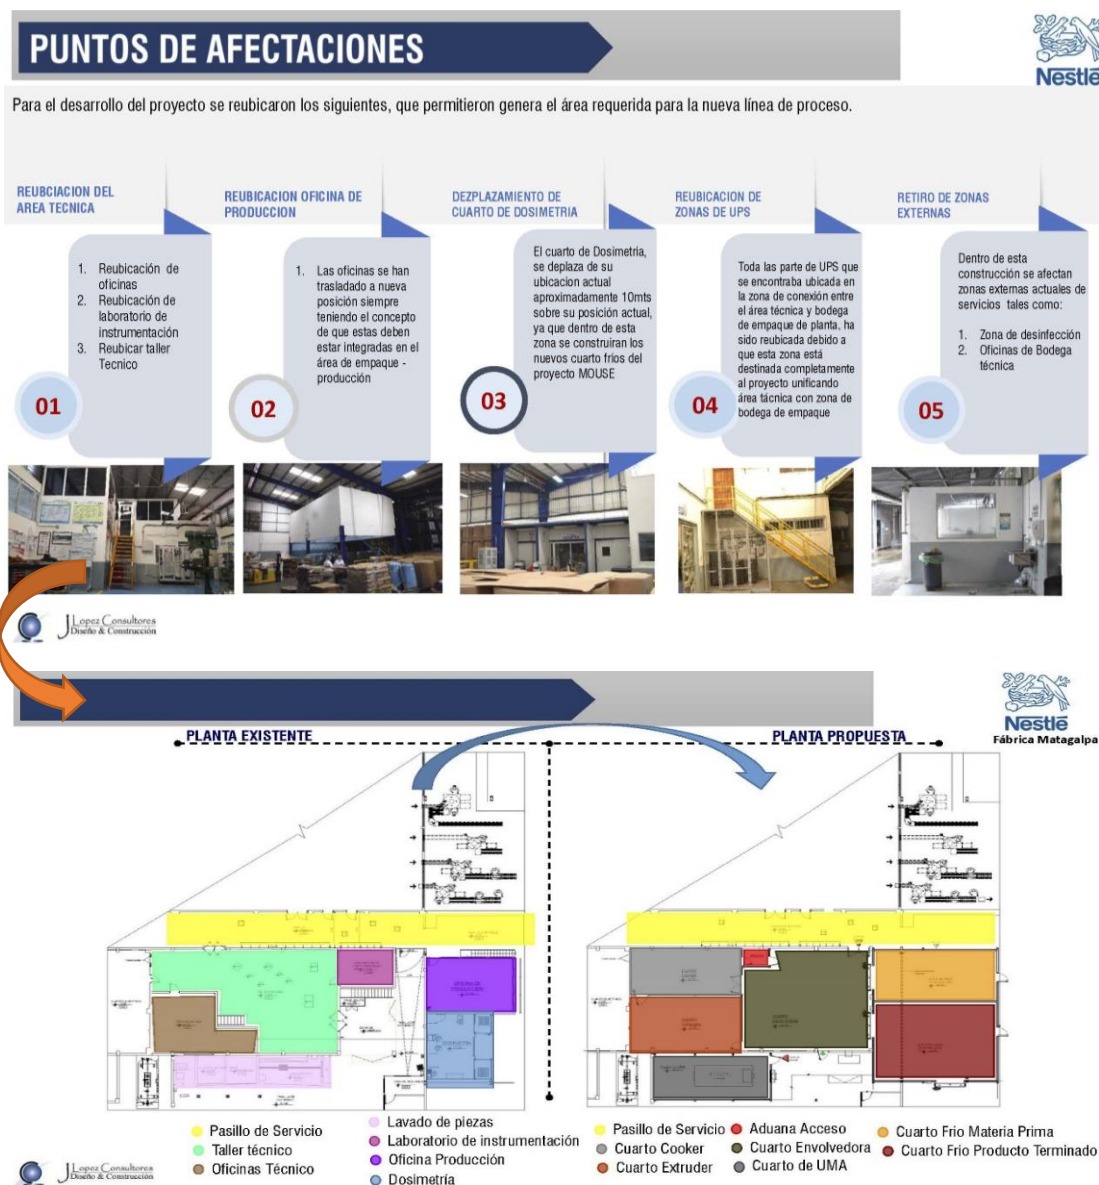 PUNTOS DE AFECTACIONES
Nestlé
Para el desarrollo del proyecto se reubicaron los siguientes, que permitieron genera el área requerida para la nueva línea de proceso.
REUBCIACION DEL
AREA TECNICA
1. Reubicación de
oficinas
2. Reubicación de
laboratorio de
instrumentación
3. Reubicar taller
Tecnico
01
REUBICACION OFICINA DE
PRODUCCION
1. Las oficinas se han
trasladado a nueva
posición siempre
teniendo el concepto
de que estas deben
estar integradas en el
área de empaque -
producción
02
DEZPLAZAMIENTO DE
CUARTO DE DOSIMETRIA
El cuarto de Dosimetria,
se deplaza de su
ubicacion actual
aproximadamente 10mts
sobre su posición actual,
ya que dentro de esta
zona se construiran los
nuevos cuarto frios del
proyecto MOUSE
03
REUBICACION DE
ZONAS DE UPS
Toda las parte de UPS que
se encontraba ubicada en
la zona de conexión entre
el área técnica y bodega
de empaque de planta, ha
sido reubicada debido a
que esta zona está
destinada completamente
al proyecto unificando
área tácnica con zona de
bodega de empaque
04
RETIRO DE ZONAS
EXTERNAS
Dentro de esta
construcción se afectan
zonas externas actuales de
servicios tales como:
1. Zona de desinfección
2. Oficinas de Bodega
técnica
05
J Lopez Consultores
Diseño & Construcción
Nestlé
Fábrica Matagalpa
PLANTA EXISTENTE
PLANTA PROPUESTA
OFICINA DE
PRODUCCION
Pasillo de Servicio
Taller técnico
Oficinas Técnico
Lavado de piezas
Laboratorio de instrumentación
Oficina Producción
Dosimetría
Pasillo de Servicio
Cuarto Cooker
Cuarto Extruder
Aduana Acceso
Cuarto Envolvedora
Cuarto de UMA
Cuarto Frio Materia Prima
Cuarto Frio Producto Terminado
J Lopez Consultores
Diseño & Construcción